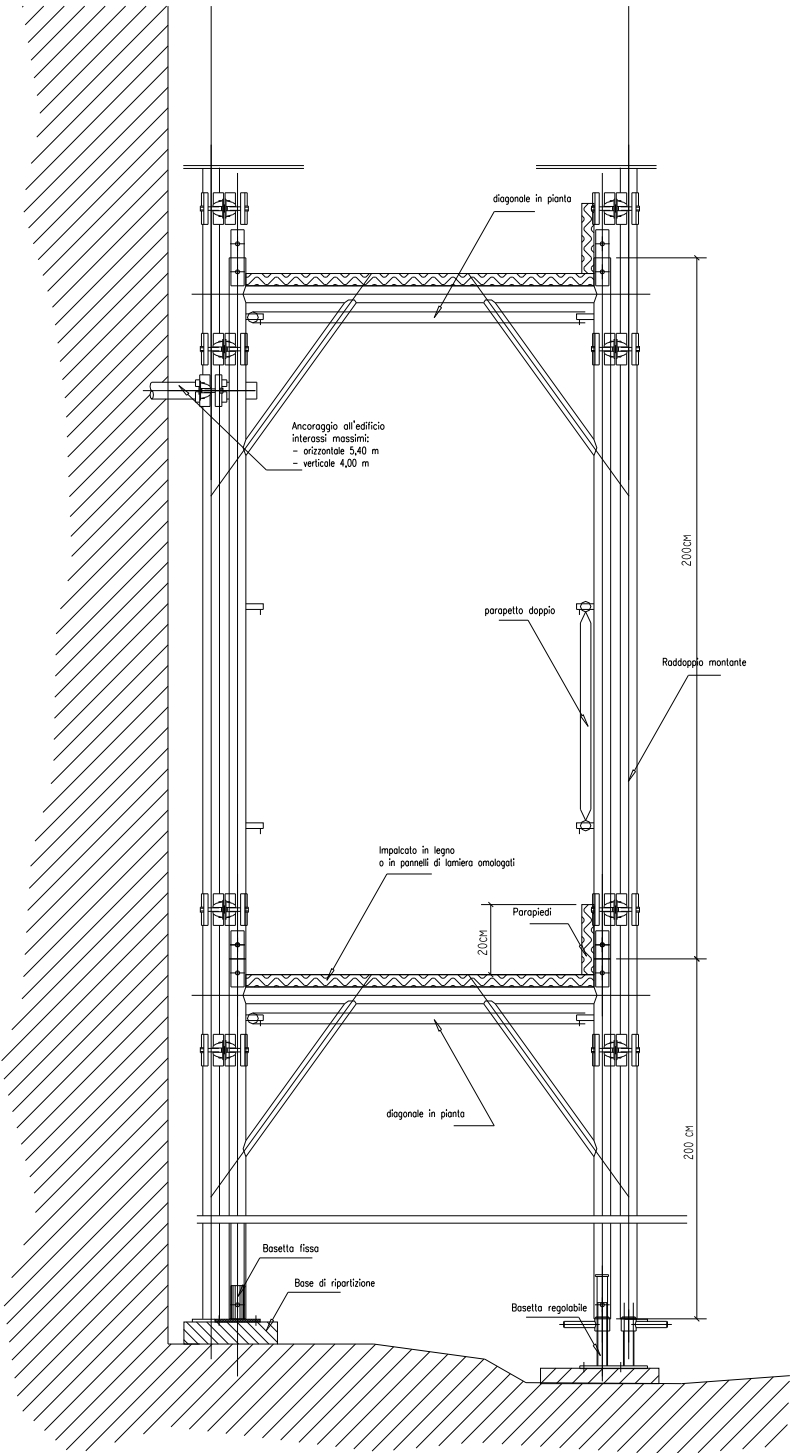 diagonale in pianta
Ancoraggio all'edificio
interassi massimi:
- orizzontale 5,40 m
- verticale 4,00 m
200CM
parapetto doppio
Raddoppio montante
Impalcato in legno
o in pannelli di lamiera omologati
Parapiedi
20CM
diagonale in pianta
200 CM
Basetta fissa
Base di ripartizione
Basetta regolabile